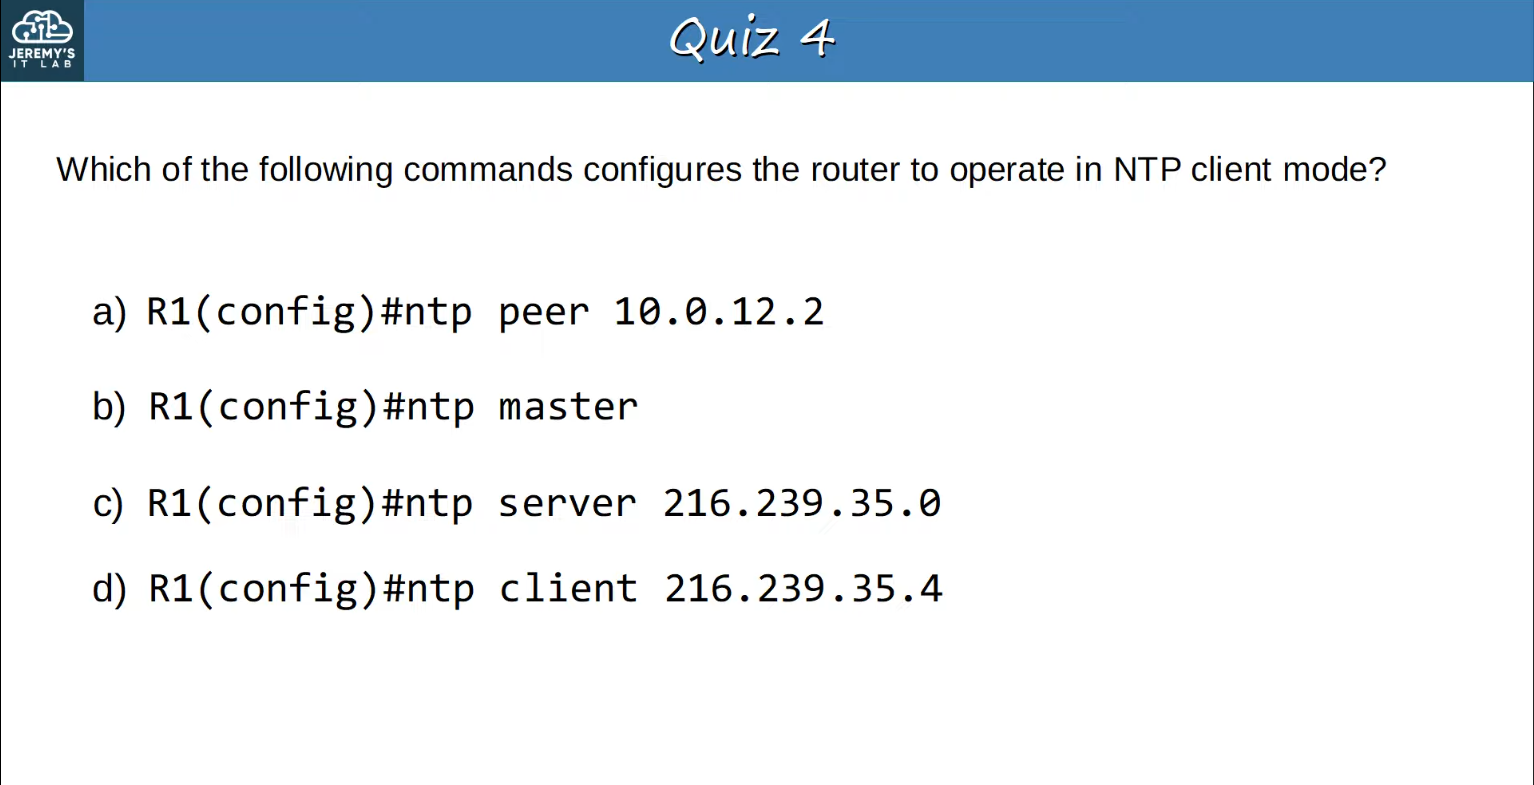 JEREMY'S
IT LAB
Quiz 4
Which of the following commands configures the router to operate in NTP client mode?
a) R1(config)#ntp peer 10.0.12.2
b) R1(config)#ntp master
c) R1(config)#ntp server 216.239.35.0
d) R1(config)#ntp client 216.239.35.4